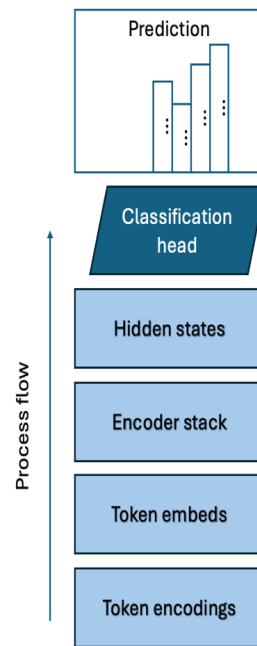 Prediction
Classification
head
Hidden states
Encoder stack
Token embeds
Token encodings
Process flow